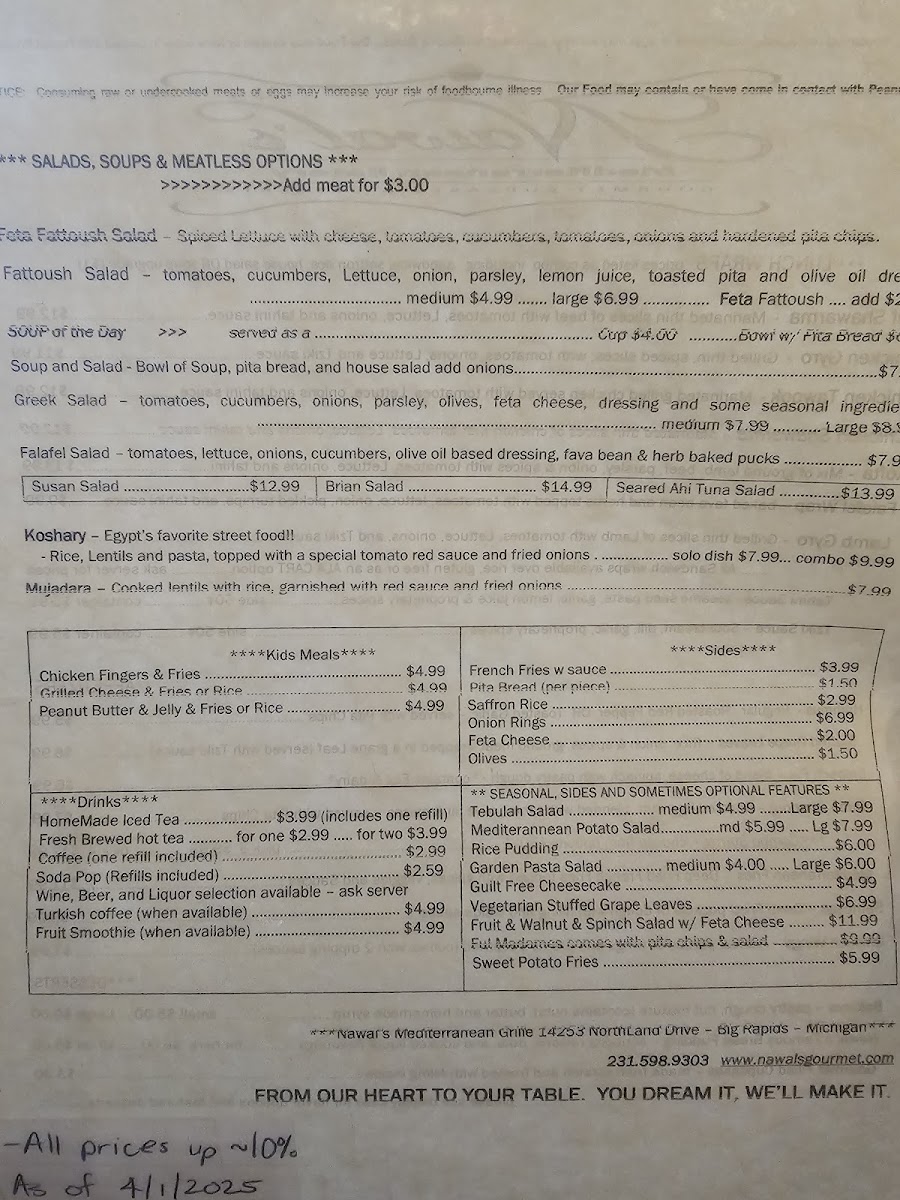 Consuming raw or undercooked meats or eggs may increase your risk of foodbourne illness Our Food may contain or have come in contact with
*** SALADS, SOUPS & MEATLESS OPTIONS ***
>>>>>>>>>>>>Add meat for $3.00
Feta Fattoush Salad – Spiced Lettuce with cheese, tomatoes, cucumbers, tomatoes, onions and hardened pita chips.
Fattoush Salad – tomatoes, cucumbers, Lettuce, onion, parsley, lemon juice, toasted pita and olive oil
................................... medium $4.99 ....... large $6.99 ............... Feta Fattoush .... add
SOUP of the Day >>> served as a ................................................................ Cup $4.00 ...........Bowl w/ Pita Bread
Soup and Salad - Bowl of Soup, pita bread, and house salad add onions....................................................................................
Greek Salad – tomatoes, cucumbers, onions, parsley, olives, feta cheese, dressing and some seasonal
............................................................................................ medium $7.99 ........... Large
Falafel Salad – tomatoes, lettuce, onions, cucumbers, olive oil based dressing, fava bean & herb baked pucks ..................
Susan Salad .............................$12.99 Brian Salad .............................. $14.99 Seared Ahi Tuna Salad ..............$13.99
Koshary – Egypt's favorite street food!!
- Rice, Lentils and pasta, topped with a special tomato red sauce and fried onions . ................ solo dish $7.99... combo $9.99
Mujadara – Cooked lentils with rice, garnished with red sauce and fried onions .................................................................$7.99
****Kids Meals****
Chicken Fingers & Fries ............................................. $4.99
Grilled Cheese & Fries or Rice .................................... $4.99
Peanut Butter & Jelly & Fries or Rice .......................... $4.99
****Sides****
French Fries w sauce ................................................ $3.99
Pita Bread (per piece) ............................................... $1.50
Saffron Rice ............................................................. $2.99
Onion Rings ............................................................. $6.99
Feta Cheese ............................................................ $2.00
Olives ...................................................................... $1.50
****Drinks****
HomeMade Iced Tea .................... $3.99 (includes one refill)
Fresh Brewed hot tea .......... for one $2.99 ..... for two $3.99
Coffee (one refill included) ......................................... $2.99
Soda Pop (Refills included) ........................................ $2.59
Wine, Beer, and Liquor selection available – ask server
Turkish coffee (when available) .................................. $4.99
Fruit Smoothie (when available) ................................. $4.99
** SEASONAL, SIDES AND SOMETIMES OPTIONAL FEATURES **
Tebulah Salad .................... medium $4.99 ........Large $7.99
Mediterannean Potato Salad.............md $5.99 ..... Lg $7.99
Rice Pudding ............................................................... $6.00
Garden Pasta Salad ............. medium $4.00 ..... Large $6.00
Guilt Free Cheesecake ................................................ $4.99
Vegetarian Stuffed Grape Leaves ................................ $6.99
Fruit & Walnut & Spinch Salad w/ Feta Cheese ........ $11.99
Ful Madames comes with pita chips & salad ............... $9.99
Sweet Potato Fries ...................................................... $5.99
***Nawal's Mediterranean Grille 14253 NorthLand Drive – Big Rapids – Michigan***
231.598.9303 www.nawalsgourmet.com
FROM OUR HEART TO YOUR TABLE. YOU DREAM IT, WE'LL MAKE IT.
-All prices up ~10%
As of 4/1/2025